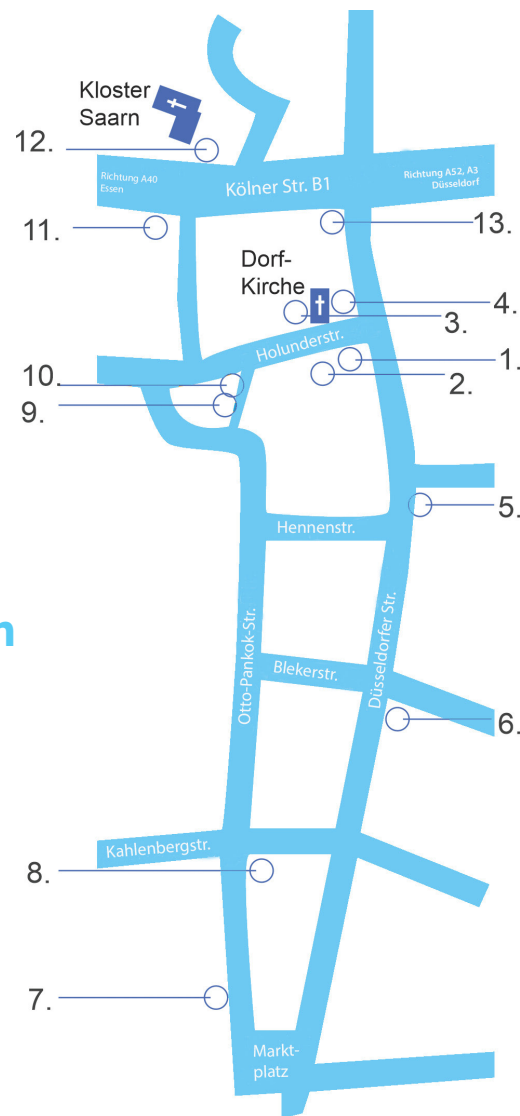 Kloster
Saarn
12.
Richtung A40
Essen
Kölner Str. B1
Richtung A52, A3
Düsseldorf
11.
13.
Dorf-
Kirche
4.
3.
Holunderstr.
1.
10.
2.
9.
5.
Hennenstr.
n
Otto-Pankok-Str.
Düsseldorfer Str.
Blekerstr.
6.
Kahlenbergstr.
8.
7.
Markt-
platz